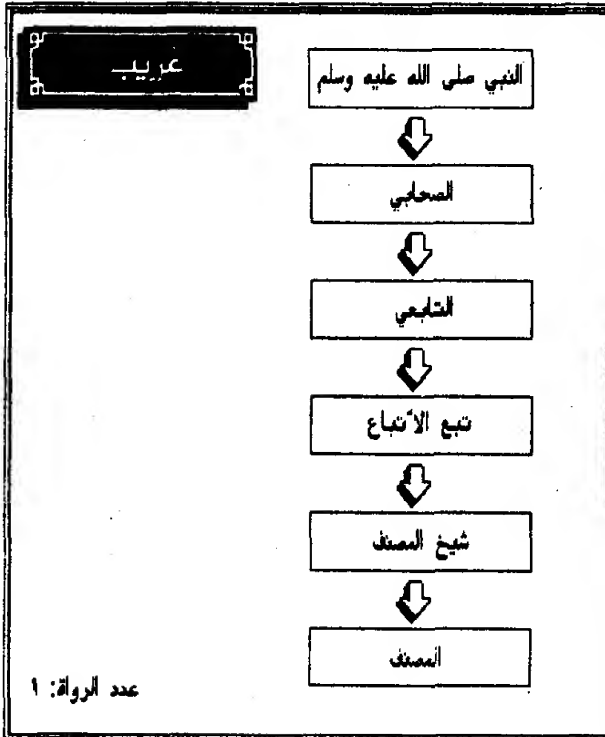 غريب
النبي صلى الله عليه وسلم
الصحابي
التابعي
تبع الأتباع
شيخ المصنف
المصنف
عدد الرواة: ١